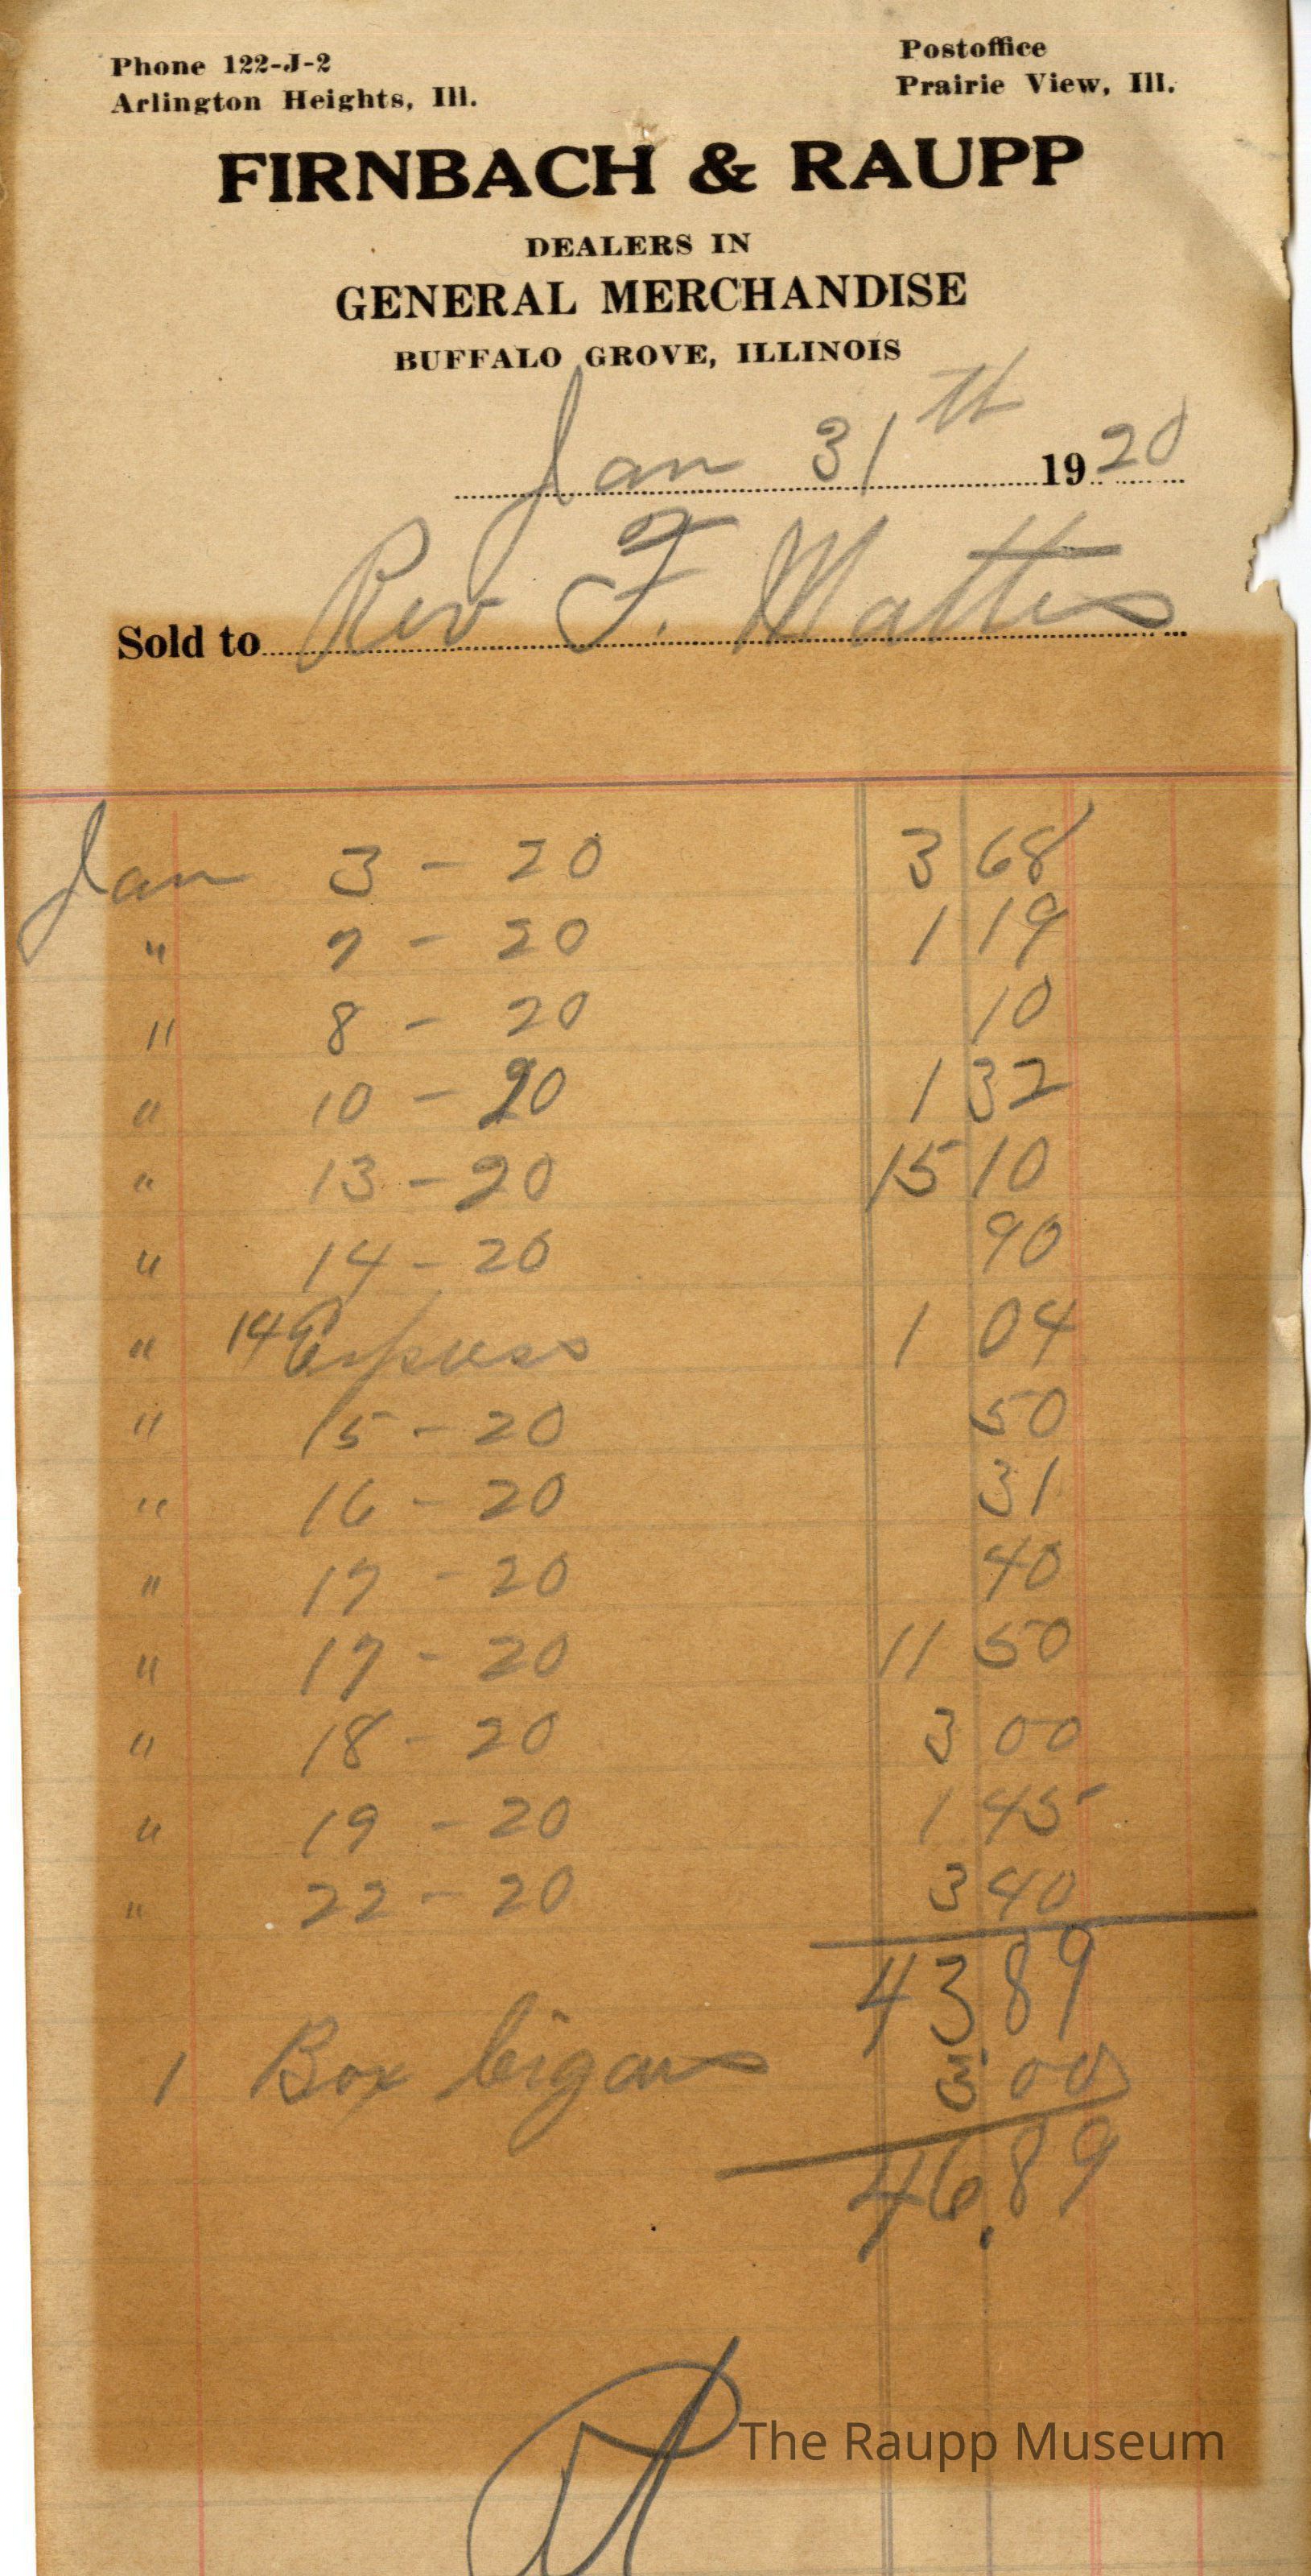 Phone 122-J-2
Arlington Heights, Ill.
Postoffice
Prairie View, Ill.
FIRNBACH & RAUPP
DEALERS IN
GENERAL MERCHANDISE
BUFFALO GROVE, ILLINOIS
Jan 31th 1920
Sold to Rev F. Mattes
Jan 3 - 20 3 68
" 7 - 20 1 19
" 8 - 20 10
" 10 - 20 1 32
" 13 - 20 15 10
" 14 - 20 90
" 14 Express 1 04
" 15 - 20 50
" 16 - 20 31
" 17 - 20 40
" 17 - 20 11 50
" 18 - 20 3 00
" 19 - 20 1 45
" 22 - 20 3 40
43 89
1 Box Cigars 3 00
46.89
The Raupp Museum